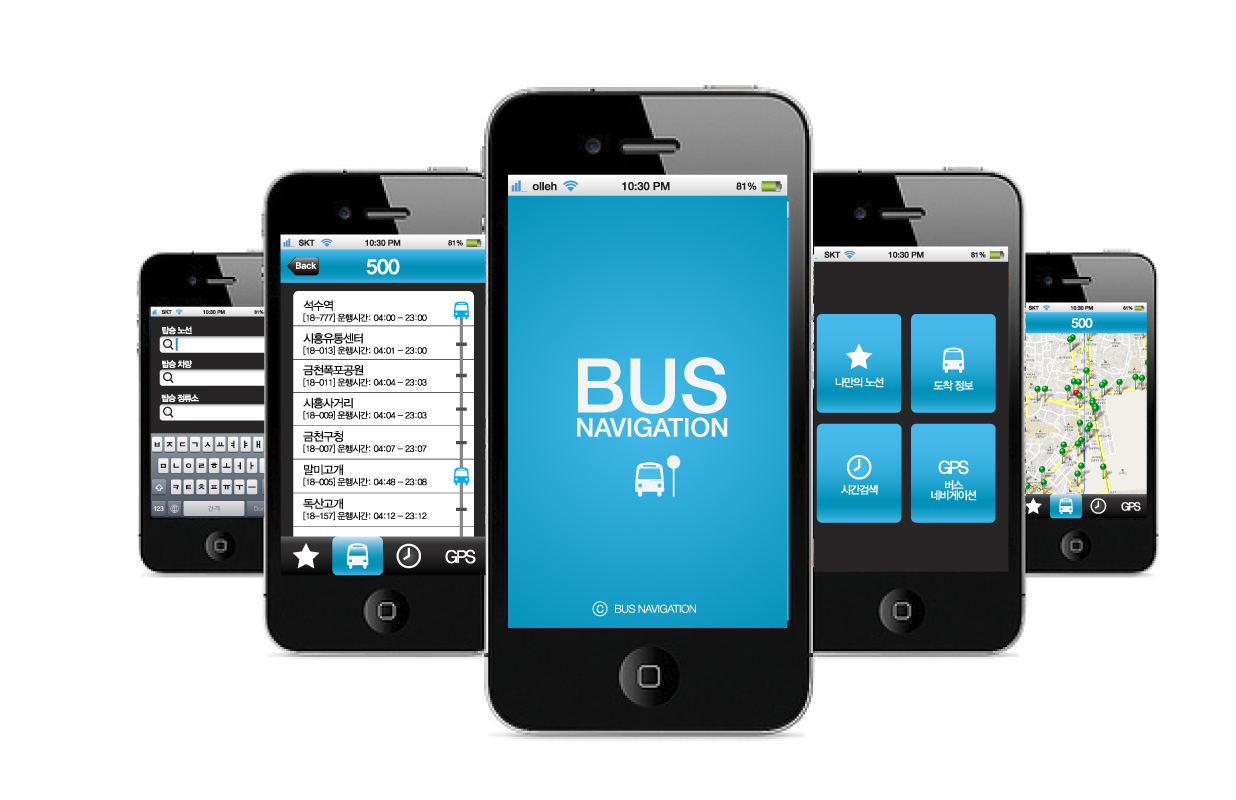 SKT 10:30 PM 81%
탑승 노선
탑승 차량
탑승 정류소
ㅂ ㅈ ㄷ ㄱ ㅅ ㅛ ㅕ ㅑ ㅐ
ㅁ ㄴ ㅇ ㄹ ㅎ ㅗ ㅓ ㅏ
ㅋ ㅌ ㅊ ㅍ ㅠ ㅜ ㅡ
123 간격
SKT 10:30 PM 81%
Back 500
석수역
[18-777] 운행시간: 04:00 - 23:00
시흥유통센터
[18-013] 운행시간: 04:01 - 23:00
금천폭포공원
[18-011] 운행시간: 04:04 - 23:03
시흥사거리
[18-009] 운행시간: 04:04 - 23:03
금천구청
[18-007] 운행시간: 04:07 - 23:07
말미고개
[18-005] 운행시간: 04:48 - 23:08
독산고개
[18-157] 운행시간: 04:12 - 23:12
GPS
olleh 10:30 PM 81%
BUS
NAVIGATION
© BUS NAVIGATION
SKT 10:30 PM 81%
나만의 노선
도착 정보
시간검색
GPS
버스
네비게이션
SKT 10:30 PM 81%
500
GPS